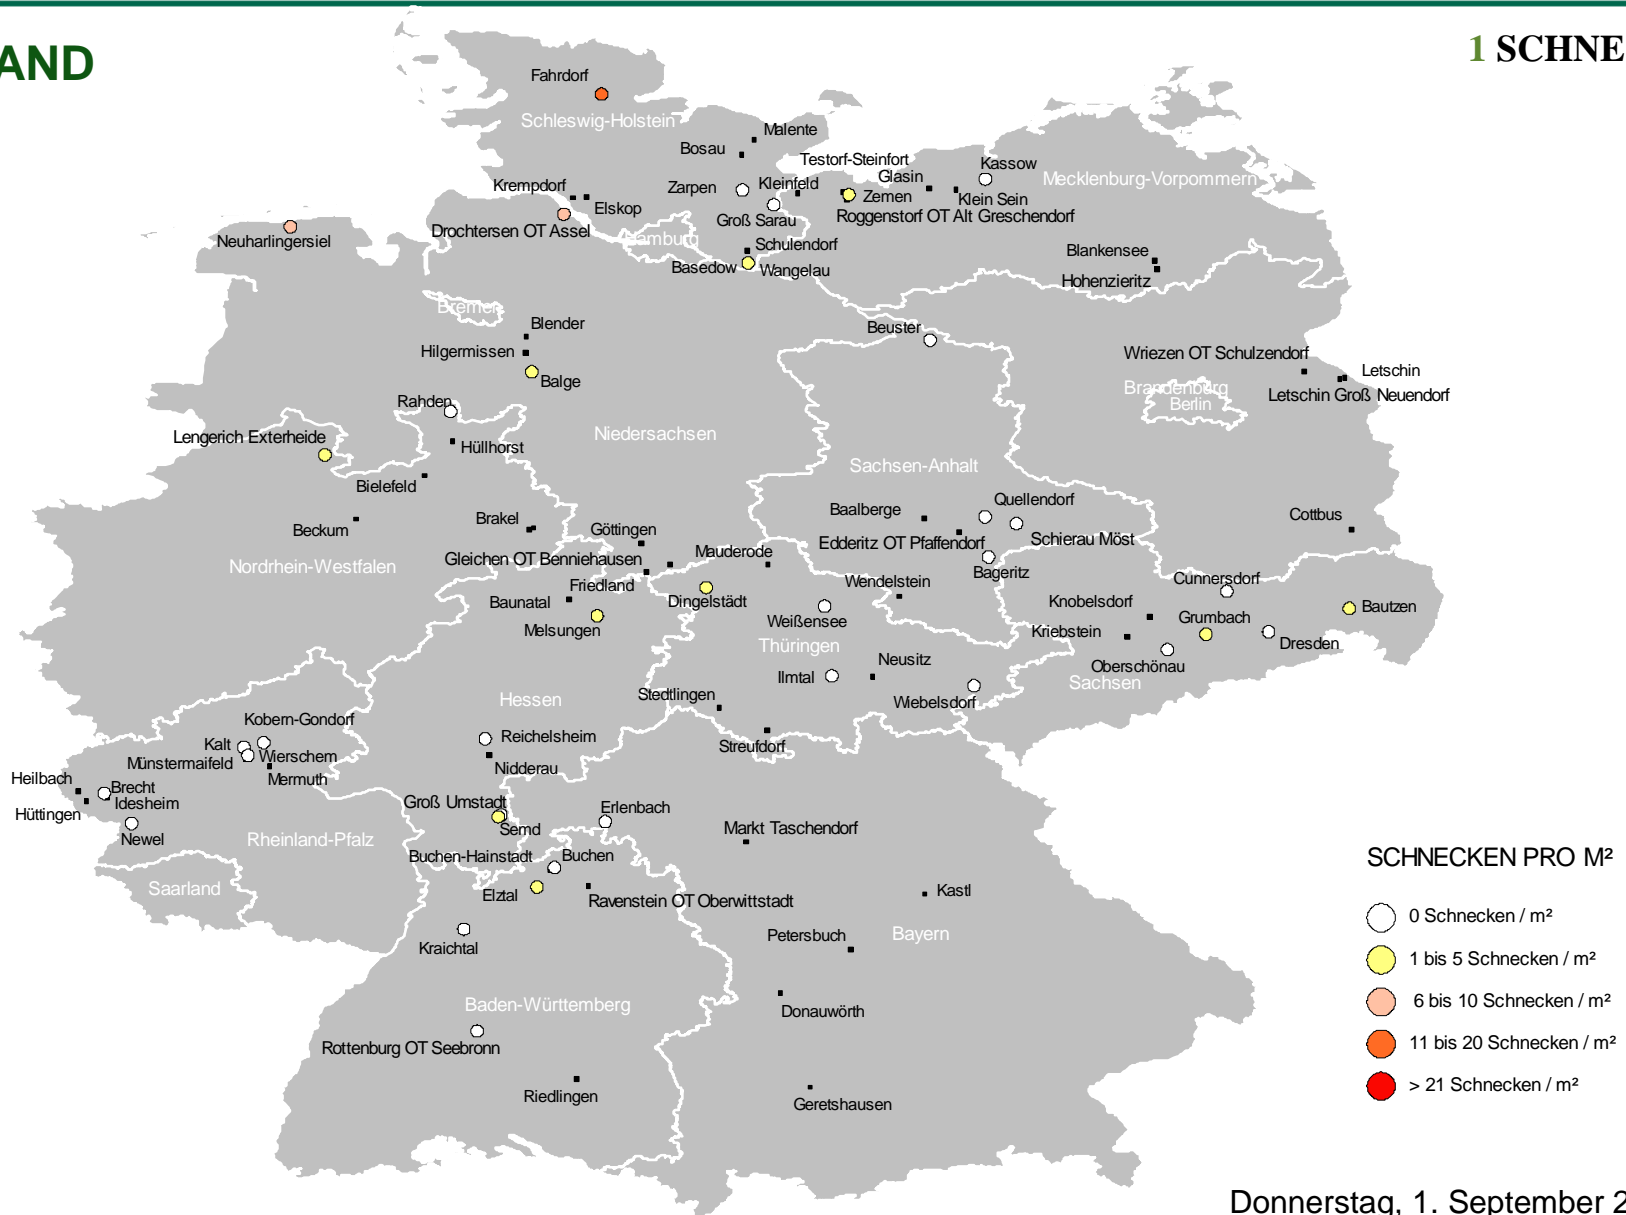 AND
1 SCHNE
Fahrdorf
Schleswig-Holstein
Malente
Bosau
Testorf-Steinfort
Kassow
Glasin
Krempdorf
Zarpen
Kleinfeld
Mecklenburg-Vorpommern
Elskop
Zemen
Klein Sein
Groß Sarau
Roggenstorf OT Alt Greschendorf
Drochtersen OT Assel
Neuharlingersiel
Hamburg
Schulendorf
Blankensee
Basedow
Wangelau
Hohenzieritz
Bremen
Blender
Beuster
Hilgermissen
Wriezen OT Schulzendorf
Balge
Letschin
Brandenburg
Letschin Groß Neuendorf
Rahden
Berlin
Lengerich Exterheide
Niedersachsen
Hüllhorst
Sachsen-Anhalt
Bielefeld
Quellendorf
Baalberge
Cottbus
Beckum
Brakel
Göttingen
Schierau Möst
Edderitz OT Pfaffendorf
Mauderode
Gleichen OT Benniehausen
Nordrhein-Westfalen
Bageritz
Cunnersdorf
Friedland
Wendelstein
Baunatal
Dingelstädt
Knobelsdorf
Bautzen
Weißensee
Grumbach
Melsungen
Kriebstein
Thüringen
Dresden
Neusitz
Oberschönau
Ilmtal
Sachsen
Stedtlingen
Hessen
Wiebelsdorf
Kobern-Gondorf
Reichelsheim
Kalt
Streufdorf
Wierschem
Münstermaifeld
Nidderau
Heilbach
Mermuth
Brecht
Idesheim
Groß Umstadt
Erlenbach
Hüttingen
Semd
Markt Taschendorf
Newel
Rheinland-Pfalz
Buchen-Hainstadt
Buchen
SCHNECKEN PRO M²
Saarland
Elztal
Ravenstein OT Oberwittstadt
Kastl
0 Schnecken / m²
Petersbuch
Bayern
Kraichtal
1 bis 5 Schnecken / m²
6 bis 10 Schnecken / m²
Baden-Württemberg
Donauwörth
11 bis 20 Schnecken / m²
Rottenburg OT Seebronn
> 21 Schnecken / m²
Riedlingen
Geretshausen
Donnerstag, 1. September 2